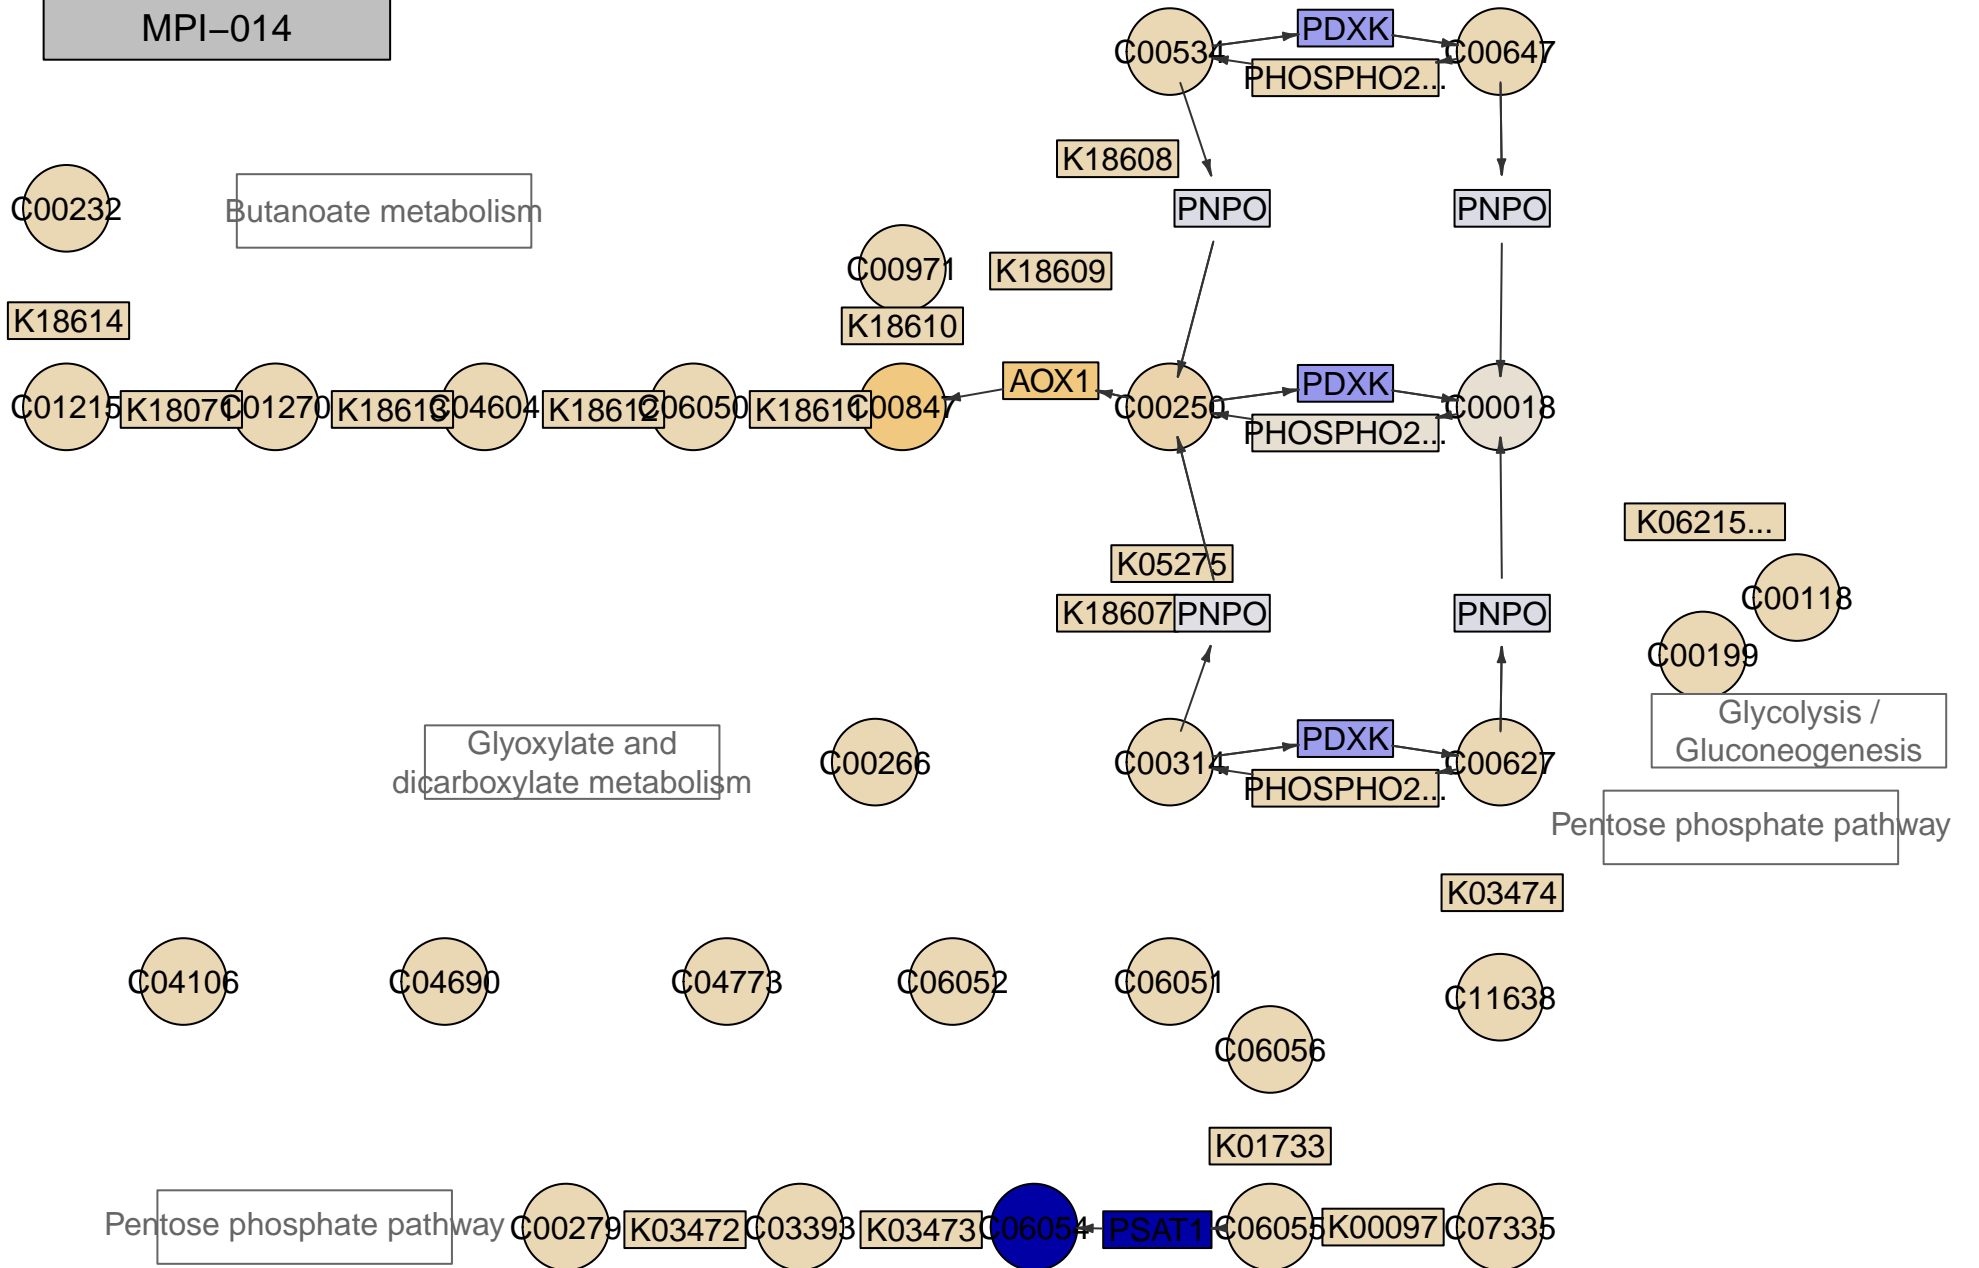 MPI–014
C00534
PDXK
C00647
PHOSPHO2...
K18608
C00232
Butanoate metabolism
PNPO
PNPO
C00971
K18609
K18614
K18610
C01215
K18071
C01270
K18613
C04604
K18612
C06050
K18611
C00847
AOX1
C00250
PDXK
C00018
PHOSPHO2...
K06215...
K05275
C00118
K18607
PNPO
PNPO
C00199
Glycolysis /
Gluconeogenesis
Glyoxylate and
dicarboxylate metabolism
C00266
C00314
PDXK
C00627
PHOSPHO2...
Pentose phosphate pathway
K03474
C04106
C04690
C04773
C06052
C06051
C11638
C06056
K01733
Pentose phosphate pathway
C00279
K03472
C03393
K03473
C06054
PSAT1
C06055
K00097
C07335